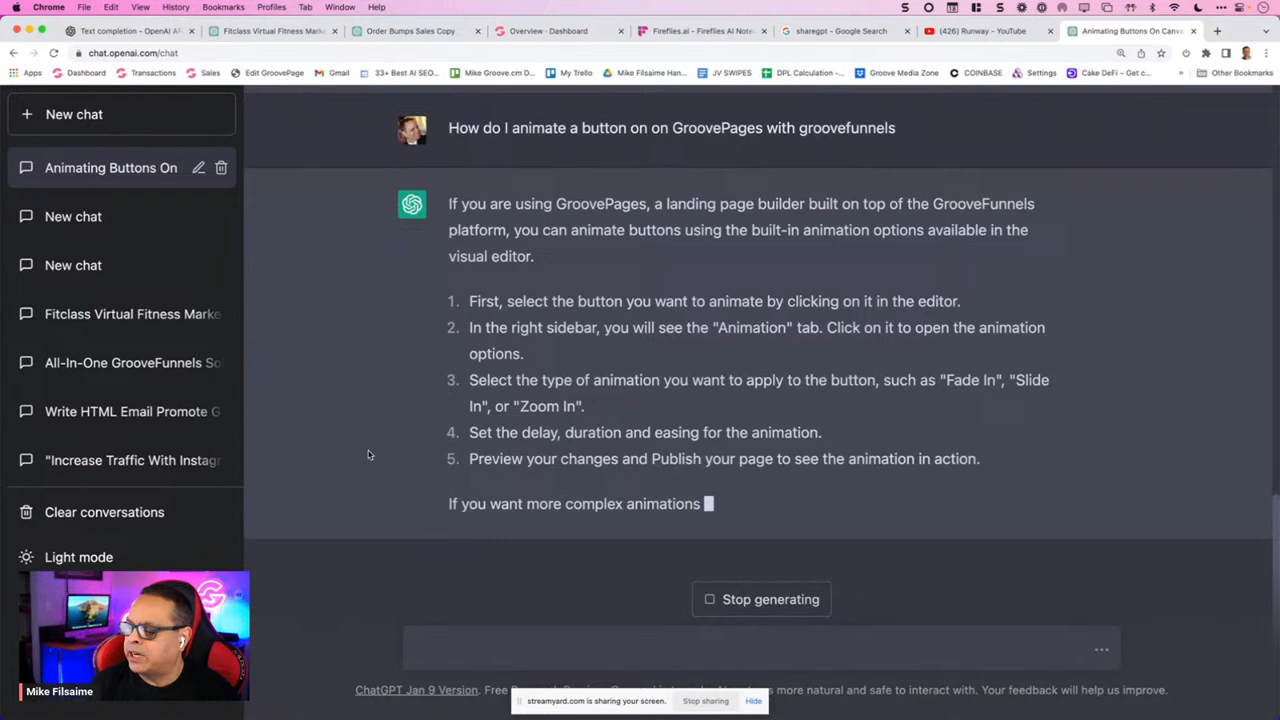 Chrome File Edit View History Bookmarks Profiles Tab Window Help
Text completion - OpenAI AP
Fitclass Virtual Fitness Marke
Order Bumps Sales Copy
Overview - Dashboard
Fireflies.ai - Fireflies AI Note
sharegpt - Google Search
(426) Runway - YouTube
Animating Buttons On Canva
chat.openai.com/chat
Apps Dashboard Transactions Sales Edit GroovePage Gmail 33+ Best AI SEO... Mike Groove.cm D... My Trello Mike Filsaime Han... JV SWIPES DPL Calculation -... Groove Media Zone COINBASE Settings Cake DeFi – Get c... » Other Bookmarks
+ New chat
Animating Buttons On
New chat
New chat
Fitclass Virtual Fitness Marke
All-In-One GrooveFunnels So
Write HTML Email Promote G
"Increase Traffic With Instagr
Clear conversations
Light mode
Mike Filsaime
How do I animate a button on on GroovePages with groovefunnels
If you are using GroovePages, a landing page builder built on top of the GrooveFunnels
platform, you can animate buttons using the built-in animation options available in the
visual editor.
1. First, select the button you want to animate by clicking on it in the editor.
2. In the right sidebar, you will see the "Animation" tab. Click on it to open the animation
options.
3. Select the type of animation you want to apply to the button, such as "Fade In", "Slide
In", or "Zoom In".
4. Set the delay, duration and easing for the animation.
5. Preview your changes and Publish your page to see the animation in action.
If you want more complex animations
Stop generating
ChatGPT Jan 9 Version. Free more natural and safe to interact with. Your feedback will help us improve.
streamyard.com is sharing your screen. Stop sharing Hide